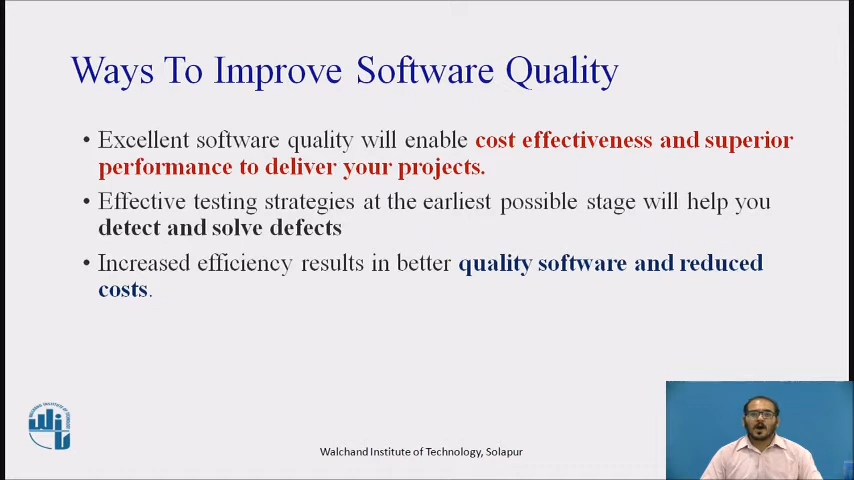 Ways To Improve Software Quality
• Excellent software quality will enable cost effectiveness and superior
performance to deliver your projects.
• Effective testing strategies at the earliest possible stage will help you
detect and solve defects
• Increased efficiency results in better quality software and reduced
costs.
Walchand Institute of Technology, Solapur